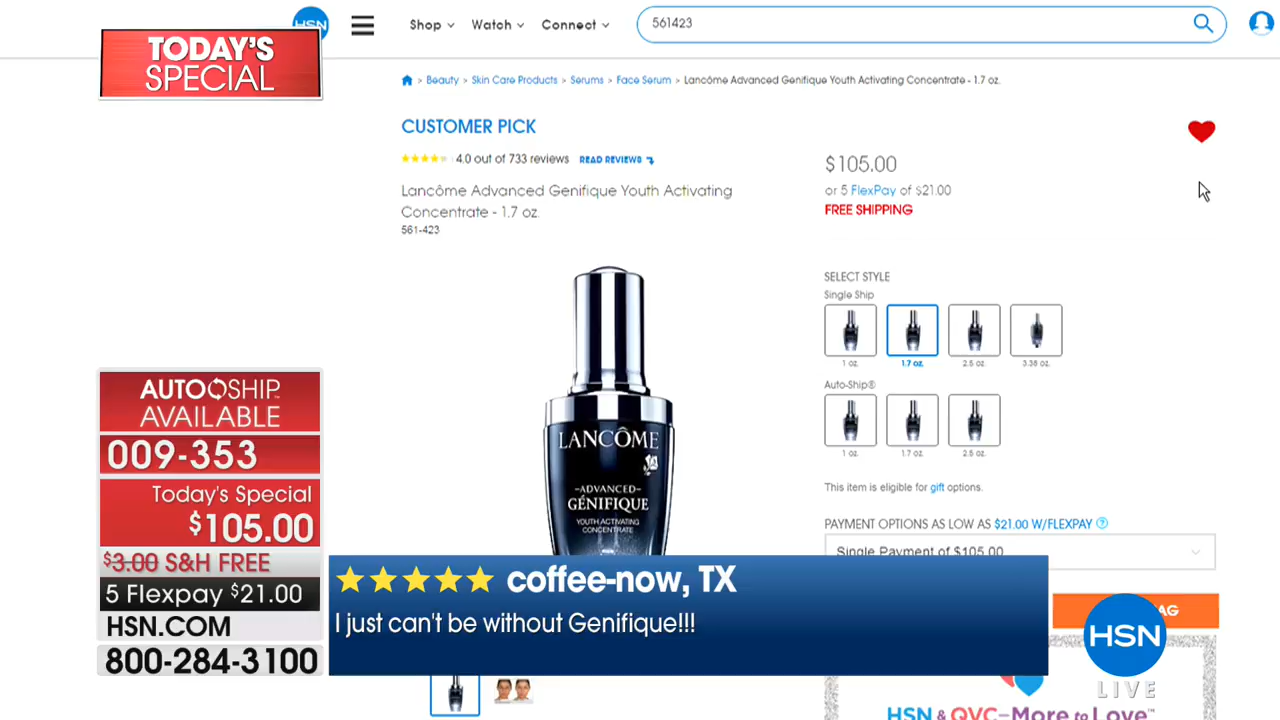 HSN
Shop
Watch
Connect
561423
TODAY'S
SPECIAL
> Beauty > Skin Care Products > Serums > Face Serum > Lancôme Advanced Genifique Youth Activating Concentrate - 1.7 oz.
CUSTOMER PICK
4.0 out of 733 reviews READ REVIEWS
Lancôme Advanced Genifique Youth Activating
Concentrate - 1.7 oz.
561-423
$105.00
or 5 FlexPay of $21.00
FREE SHIPPING
SELECT STYLE
Single Ship
1 oz. 1.7 oz. 2.5 oz. 3.38 oz.
Auto-Ship®
1 oz. 1.7 oz. 2.5 oz.
This item is eligible for gift options.
PAYMENT OPTIONS AS LOW AS $21.00 W/FLEXPAY ?
Single Payment of $105.00
LANCÔME
-ADVANCED-
GÉNIFIQUE
YOUTH ACTIVATING
CONCENTRATE
AUTO SHIP™
AVAILABLE
009-353
Today's Special
$105.00
$3.00 S&H FREE
5 Flexpay $21.00
HSN.COM
800-284-3100
coffee-now, TX
I just can't be without Genifique!!!
AG
HSN
LIVE
HSN & QVC–More to Love™